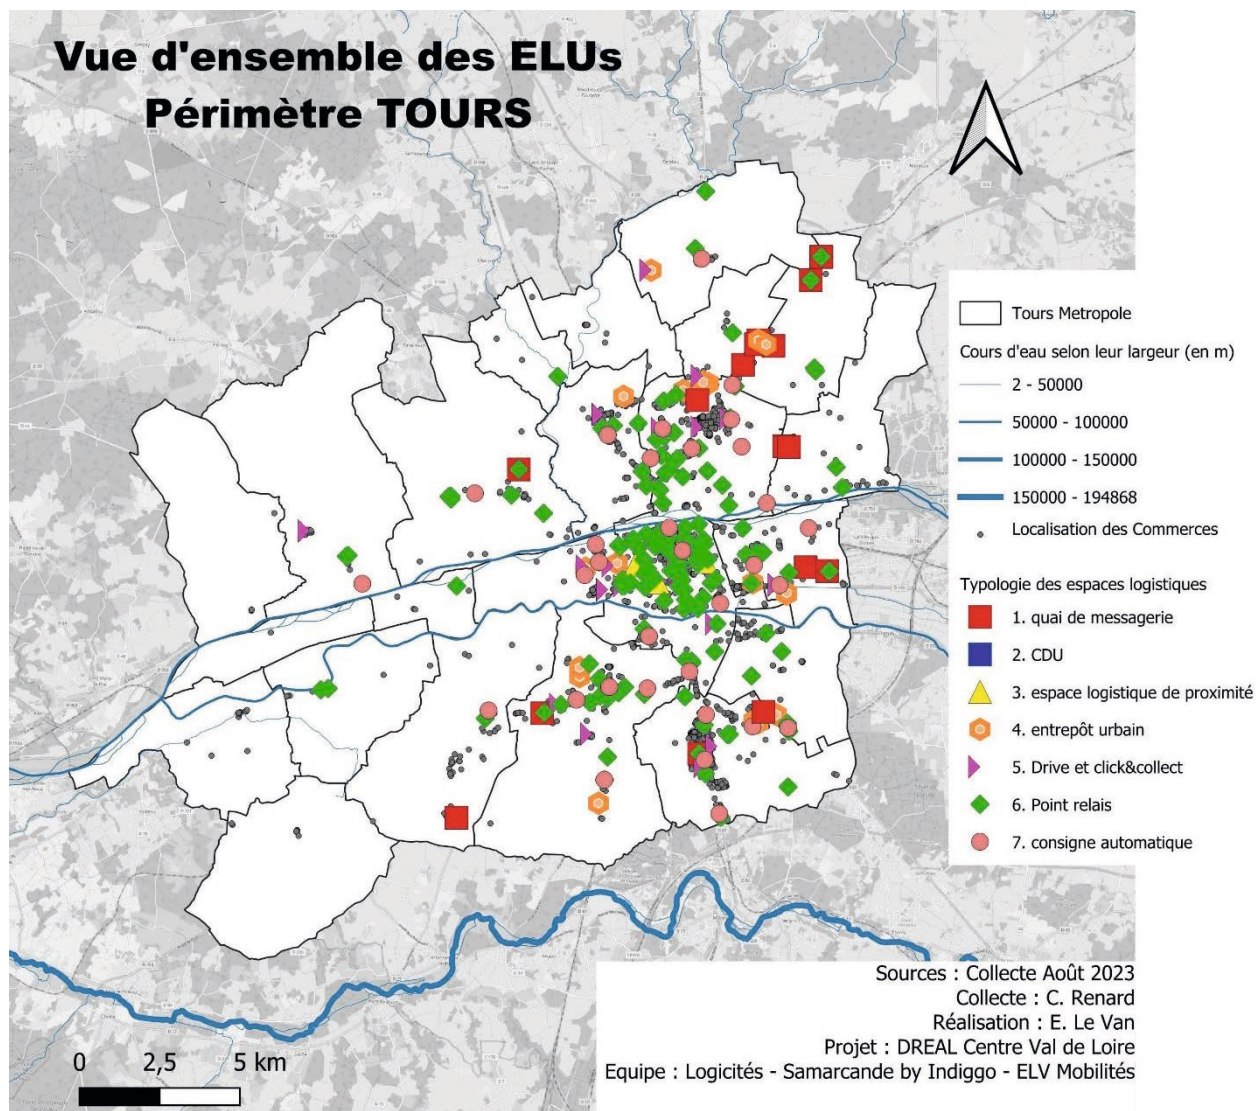 Vue d'ensemble des ELUs
Périmètre TOURS
Tours Metropole
Cours d'eau selon leur largeur (en m)
2 - 50000
50000 - 100000
100000 - 150000
150000 - 194868
Localisation des Commerces
Typologie des espaces logistiques
1. quai de messagerie
2. CDU
3. espace logistique de proximité
4. entrepôt urbain
5. Drive et click&collect
6. Point relais
7. consigne automatique
Sources : Collecte Août 2023
Collecte : C. Renard
Réalisation : E. Le Van
Projet : DREAL Centre Val de Loire
Equipe : Logicités - Samarcande by Indiggo - ELV Mobilités
0 2,5 5 km